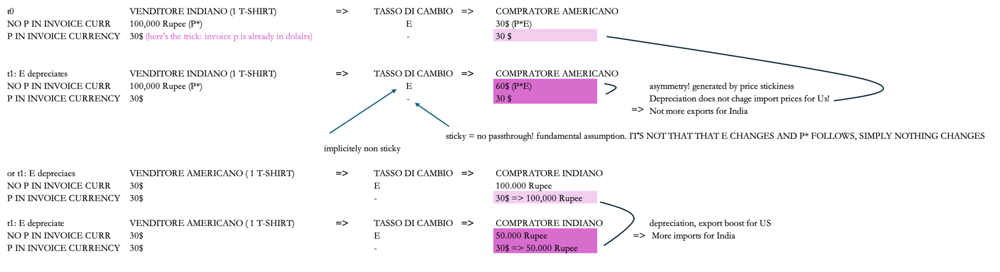 t0 VENDITORE INDIANO (1 T-SHIRT) => TASSO DI CAMBIO => COMPRATORE AMERICANO
NO P IN INVOICE CURR 100,000 Rupee (P*) E 30$ (P*E)
P IN INVOICE CURRENCY 30$ (here's the trick: invoice p is already in dolalrs) - 30 $
t1: E depreciates VENDITORE INDIANO (1 T-SHIRT) => TASSO DI CAMBIO => COMPRATORE AMERICANO
NO P IN INVOICE CURR 100,000 Rupee (P*) E 60$ (P*E) asymmetry! generated by price stickiness
P IN INVOICE CURRENCY 30$ - 30 $ Depreciation does not chage import prices for Us!
=> Not more exports for India
sticky = no passthrough! fundamental assumption. IT'S NOT THAT THAT E CHANGES AND P* FOLLOWS, SIMPLY NOTHING CHANGES
implicitely non sticky
or t1: E depreciaes VENDITORE AMERICANO ( 1 T-SHIRT) => TASSO DI CAMBIO => COMPRATORE INDIANO
NO P IN INVOICE CURR 30$ E 100.000 Rupee
P IN INVOICE CURRENCY 30$ - 30$ => 100,000 Rupee
t1: E depreciate VENDITORE AMERICANO ( 1 T-SHIRT) => TASSO DI CAMBIO => COMPRATORE INDIANO depreciation, export boost for US
NO P IN INVOICE CURR 30$ E 50.000 Rupee => More imports for India
P IN INVOICE CURRENCY 30$ - 30$ => 50.000 Rupee